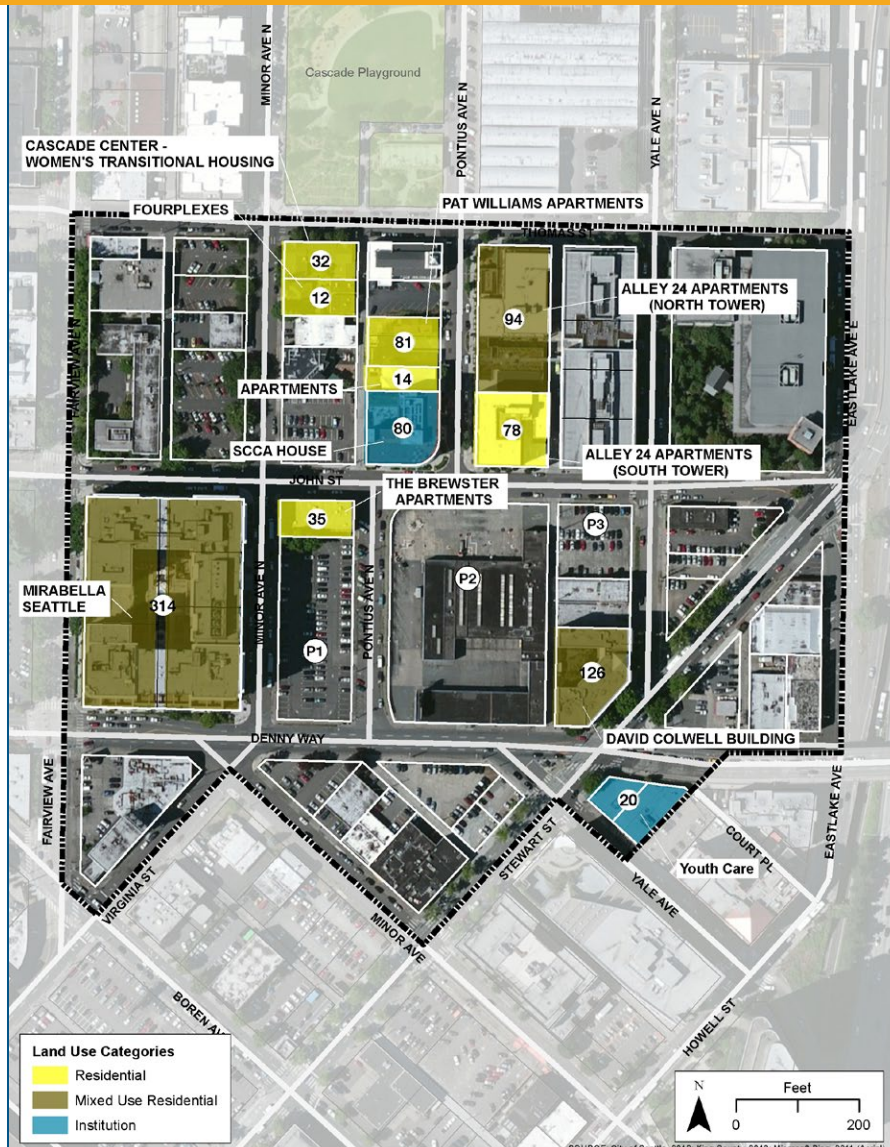 MINOR AVE N
Cascade Playground
PONTIUS AVE N
YALE AVE N
CASCADE CENTER -
WOMEN'S TRANSITIONAL HOUSING
FOURPLEXES
PAT WILLIAMS APARTMENTS
THOMAS ST
32
12
ALLEY 24 APARTMENTS
(NORTH TOWER)
94
81
14
APARTMENTS
FAIRVIEW AVE N
EASTLAKE AVE E
80
78
SCCA HOUSE
ALLEY 24 APARTMENTS
(SOUTH TOWER)
JOHN ST
THE BREWSTER
APARTMENTS
35
P3
P2
MIRABELLA
SEATTLE
314
MINOR AVE N
PONTIUS AVE N
P1
126
DENNY WAY
DAVID COLWELL BUILDING
FAIRVIEW AVE
20
COURT PL
EASTLAKE AVE
STEWART ST
Youth Care
VIRGINIA ST
YALE AVE
MINOR AVE
BOREN AV
HOWELL ST
Land Use Categories
Residential
Mixed Use Residential
Institution
N
Feet
0
200